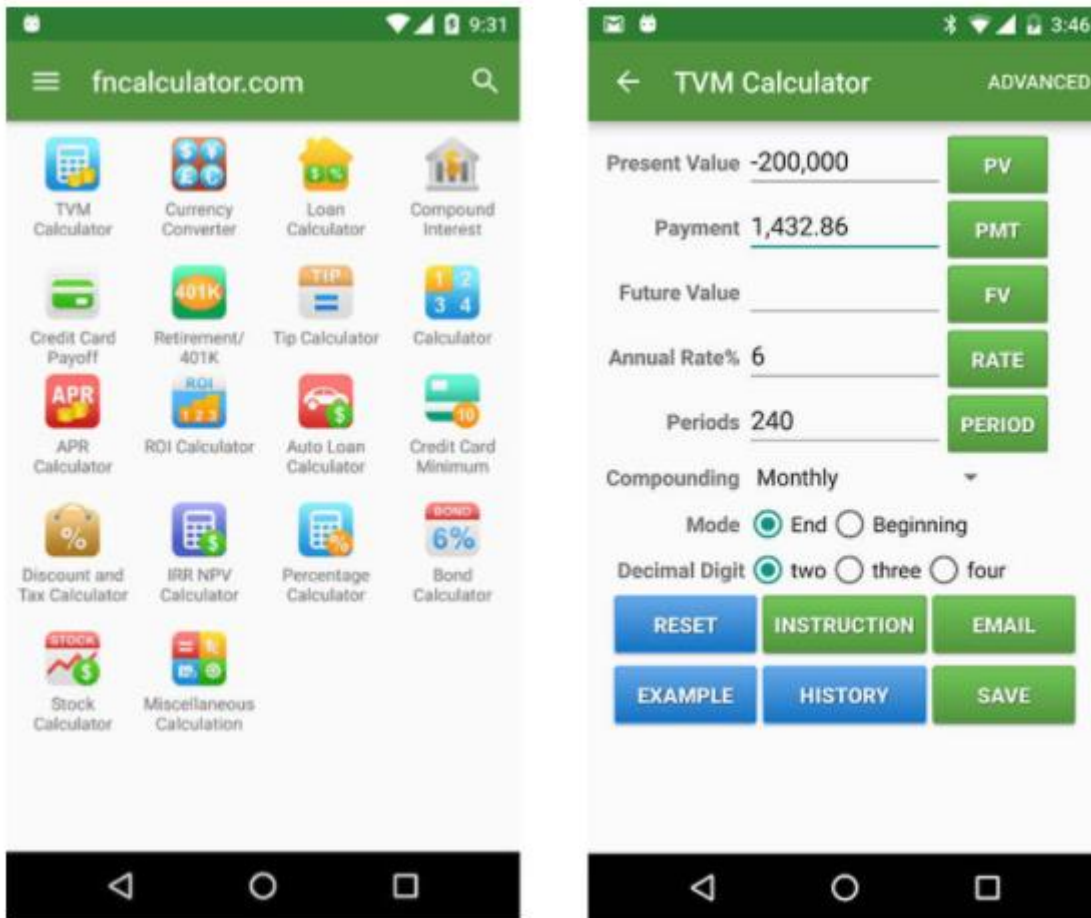 9:31
fncalculator.com
TVM Calculator
Currency Converter
Loan Calculator
Compound Interest
Credit Card Payoff
401K
Retirement/ 401K
TIP
Tip Calculator
1 2
3 4
Calculator
APR
APR Calculator
ROI
1 2 3
ROI Calculator
Auto Loan Calculator
10
Credit Card Minimum
%
Discount and Tax Calculator
IRR NPV Calculator
Percentage Calculator
BOND
6%
Bond Calculator
STOCK
Stock Calculator
Miscellaneous Calculation
3:46
TVM Calculator ADVANCED
Present Value -200,000 PV
Payment 1,432.86 PMT
Future Value FV
Annual Rate% 6 RATE
Periods 240 PERIOD
Compounding Monthly
Mode End Beginning
Decimal Digit two three four
RESET INSTRUCTION EMAIL
EXAMPLE HISTORY SAVE